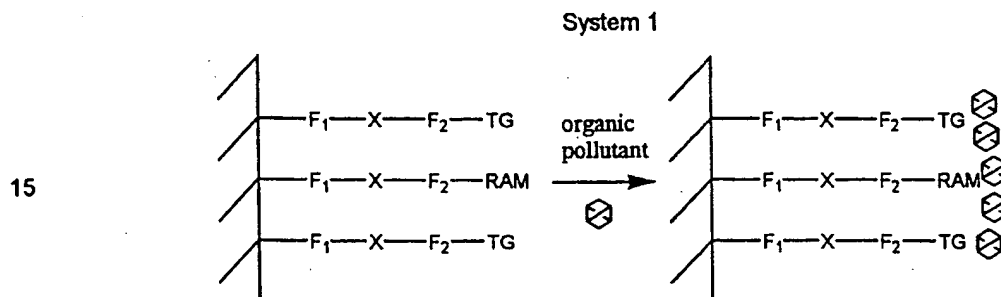 System 1
F₁—X—F₂—TG
F₁—X—F₂—TG
organic
pollutant
15
F₁—X—F₂—RAM
F₁—X—F₂—RAM
F₁—X—F₂—TG
F₁—X—F₂—TG